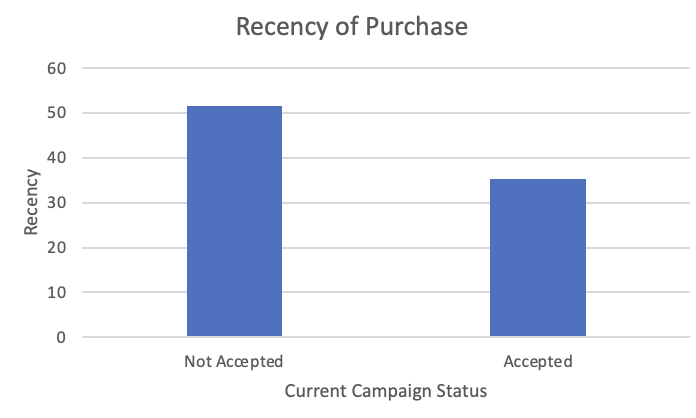 Recency of Purchase
60
50
40
30
20
10
0
Recency
Not Accepted
Accepted
Current Campaign Status